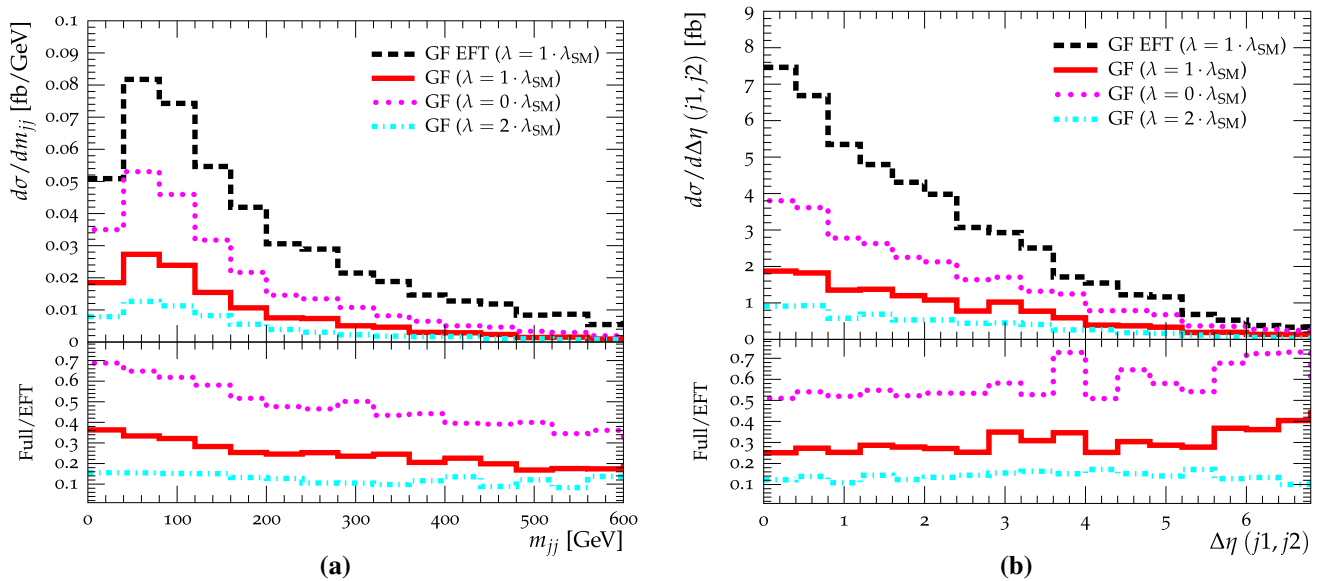 dσ/dm_jj [fb/GeV]
0.1
0.09
0.08
0.07
0.06
0.05
0.04
0.03
0.02
0.01
0
GF EFT (λ = 1 · λ_SM)
GF (λ = 1 · λ_SM)
GF (λ = 0 · λ_SM)
GF (λ = 2 · λ_SM)
Full/EFT
0.7
0.6
0.5
0.4
0.3
0.2
0.1
0 100 200 300 400 500 600
m_jj [GeV]
(a)
dσ/dΔη (j1, j2) [fb]
9
8
7
6
5
4
3
2
1
0
GF EFT (λ = 1 · λ_SM)
GF (λ = 1 · λ_SM)
GF (λ = 0 · λ_SM)
GF (λ = 2 · λ_SM)
Full/EFT
0.7
0.6
0.5
0.4
0.3
0.2
0.1
0 1 2 3 4 5 6
Δη (j1, j2)
(b)